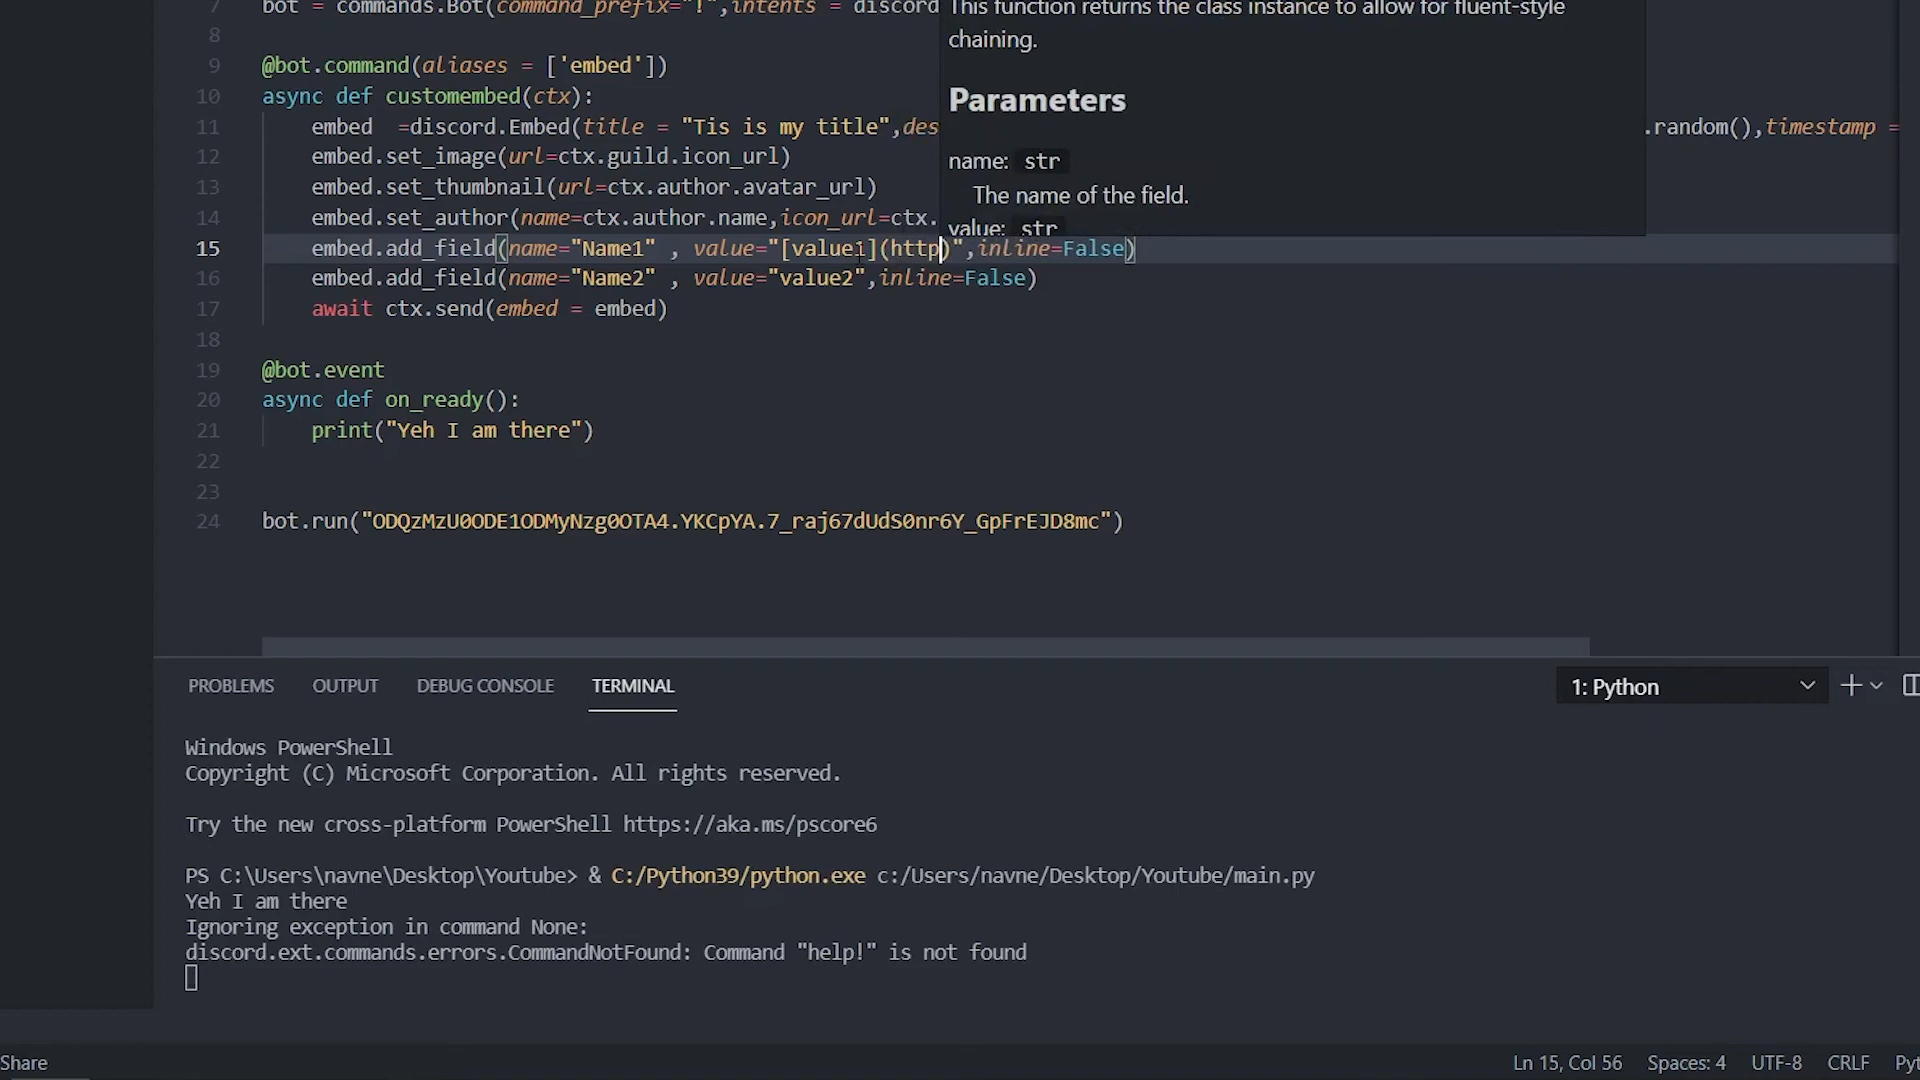 7 bot = commands.Bot(command_prefix="!",intents = discord
8
9 @bot.command(aliases = ['embed'])
10 async def customembed(ctx):
11 embed =discord.Embed(title = "Tis is my title",des .random(),timestamp =
12 embed.set_image(url=ctx.guild.icon_url)
13 embed.set_thumbnail(url=ctx.author.avatar_url)
14 embed.set_author(name=ctx.author.name,icon_url=ctx.
15 embed.add_field(name="Name1" , value="[value1](http)",inline=False)
16 embed.add_field(name="Name2" , value="value2",inline=False)
17 await ctx.send(embed = embed)
18
19 @bot.event
20 async def on_ready():
21 print("Yeh I am there")
22
23
24 bot.run("ODQzMzU0ODE1ODMyNzg0OTA4.YKCpYA.7_raj67dUdS0nr6Y_GpFrEJD8mc")
This function returns the class instance to allow for fluent-style
chaining.
Parameters
name: str
The name of the field.
value: str
PROBLEMS OUTPUT DEBUG CONSOLE TERMINAL 1: Python
Windows PowerShell
Copyright (C) Microsoft Corporation. All rights reserved.
Try the new cross-platform PowerShell https://aka.ms/pscore6
PS C:\Users\navne\Desktop\Youtube> & C:/Python39/python.exe c:/Users/navne/Desktop/Youtube/main.py
Yeh I am there
Ignoring exception in command None:
discord.ext.commands.errors.CommandNotFound: Command "help!" is not found
Share Ln 15, Col 56 Spaces: 4 UTF-8 CRLF Pyt